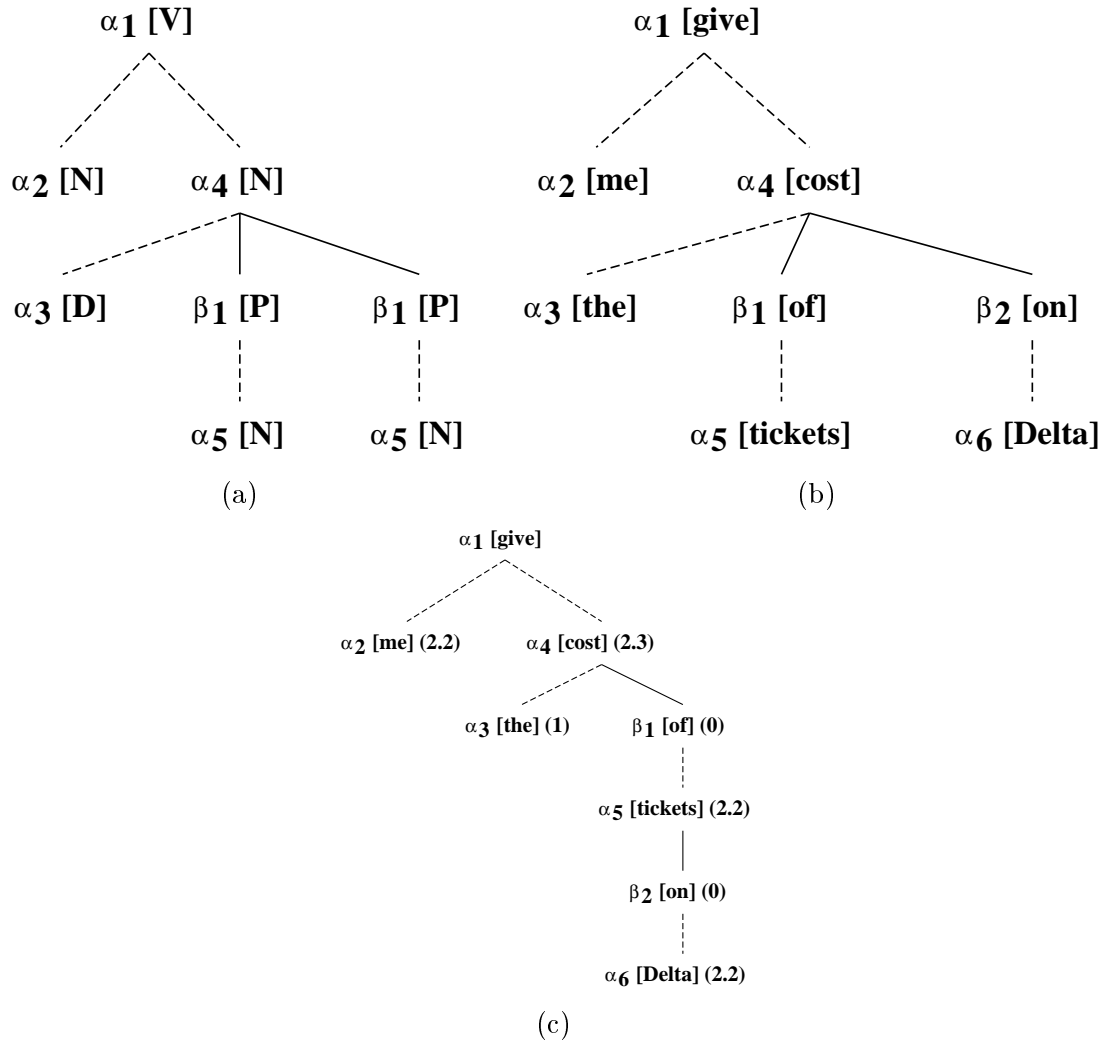 α1 [V]
α2 [N] α4 [N]
α3 [D] β1 [P] β1 [P]
α5 [N] α5 [N]
(a)
α1 [give]
α2 [me] α4 [cost]
α3 [the] β1 [of] β2 [on]
α5 [tickets] α6 [Delta]
(b)
α1 [give]
α2 [me] (2.2) α4 [cost] (2.3)
α3 [the] (1) β1 [of] (0)
α5 [tickets] (2.2)
β2 [on] (0)
α6 [Delta] (2.2)
(c)